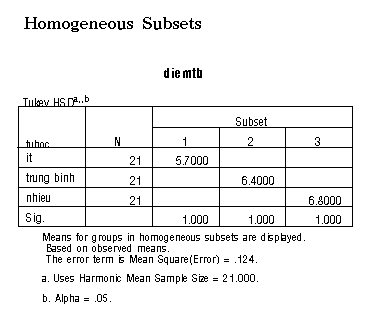 Homogeneous Subsets
diemtb
Tukey HSD a,,b
Subset
tuhoc N 1 2 3
it 21 5.7000
trung binh 21 6.4000
nhieu 21 6.8000
Sig. 1.000 1.000 1.000
Means for groups in homogeneous subsets are displayed.
Based on observed means.
The error term is Mean Square(Error) = .124.
a. Uses Harmonic Mean Sample Size = 21.000.
b. Alpha = .05.